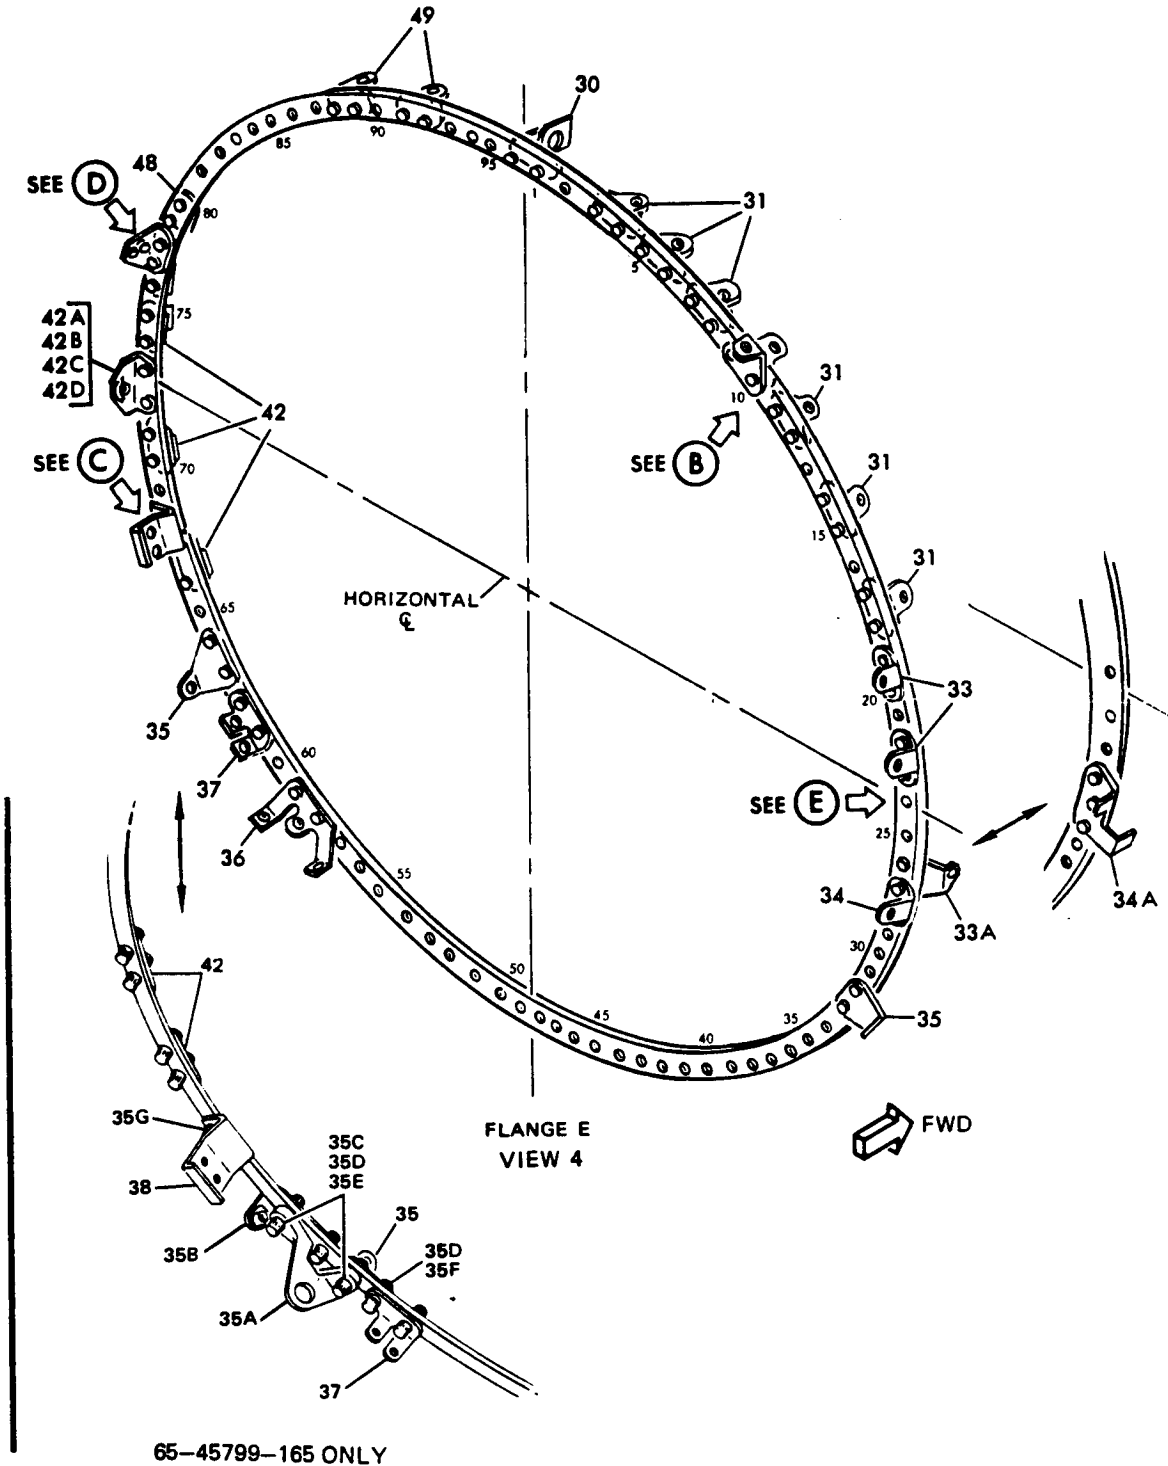 49
30
48
85
90
95
1
31
SEE D
80
5
42A
42B
42C
42D
75
31
10
42
SEE C
70
SEE B
31
15
31
HORIZONTAL
℄
65
33
20
35
60
37
SEE E
25
36
55
34
34A
33A
30
42
50
45
35
35
40
35G
FLANGE E
VIEW 4
FWD
35C
35D
35E
38
35B
35
35D
35F
35A
37
65-45799-165 ONLY